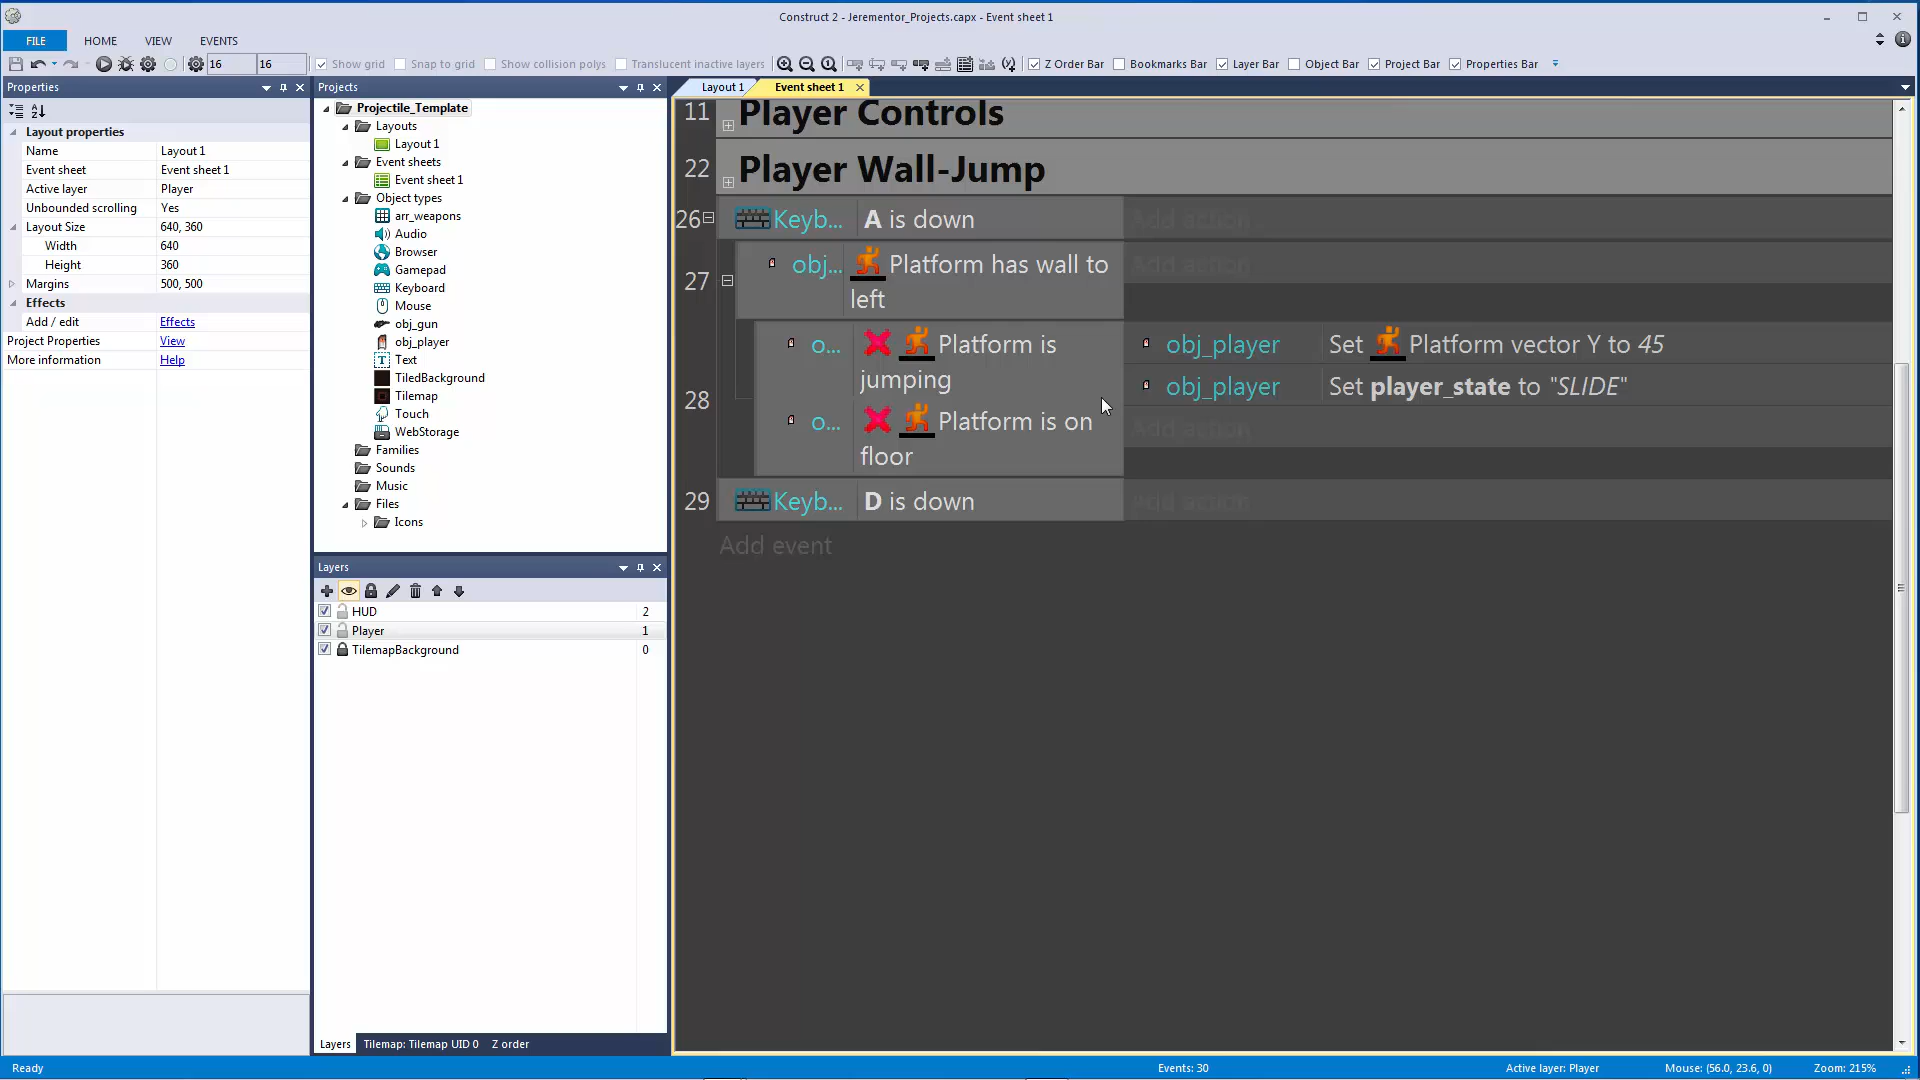 Construct 2 - Jerementor_Projects.capx - Event sheet 1
FILE HOME VIEW EVENTS
16 16 Show grid Snap to grid Show collision polys Translucent inactive layers Z Order Bar Bookmarks Bar Layer Bar Object Bar Project Bar Properties Bar
Properties
Layout properties
Name Layout 1
Event sheet Event sheet 1
Active layer Player
Unbounded scrolling Yes
Layout Size 640, 360
Width 640
Height 360
Margins 500, 500
Effects
Add / edit Effects
Project Properties View
More information Help
Projects
Projectile_Template
Layouts
Layout 1
Event sheets
Event sheet 1
Object types
arr_weapons
Audio
Browser
Gamepad
Keyboard
Mouse
obj_gun
obj_player
Text
TiledBackground
Tilemap
Touch
WebStorage
Families
Sounds
Music
Files
Icons
Layers
HUD 2
Player 1
TilemapBackground 0
Layers Tilemap: Tilemap UID 0 Z order
Layout 1 Event sheet 1
11 Player Controls
22 Player Wall-Jump
26 Keyb... A is down Add action
27 obj... Platform has wall to left Add action
28 o... Platform is jumping obj_player Set Platform vector Y to 45
obj_player Set player_state to "SLIDE"
o... Platform is on floor Add action
29 Keyb... D is down Add action
Add event
Ready Events: 30 Active layer: Player Mouse: (56.0, 23.6, 0) Zoom: 215%